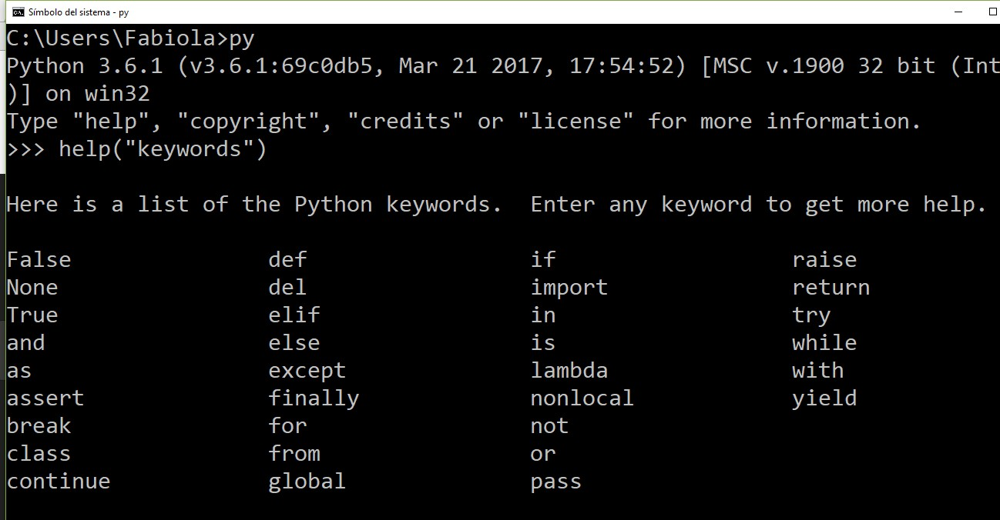 Símbolo del sistema - py
C:\Users\Fabiola>py
Python 3.6.1 (v3.6.1:69c0db5, Mar 21 2017, 17:54:52) [MSC v.1900 32 bit (Int
)] on win32
Type "help", "copyright", "credits" or "license" for more information.
>>> help("keywords")
Here is a list of the Python keywords.  Enter any keyword to get more help.
False               def                 if                  raise
None                del                 import              return
True                elif                in                  try
and                 else                is                  while
as                  except              lambda              with
assert              finally             nonlocal            yield
break               for                 not
class               from                or
continue            global              pass